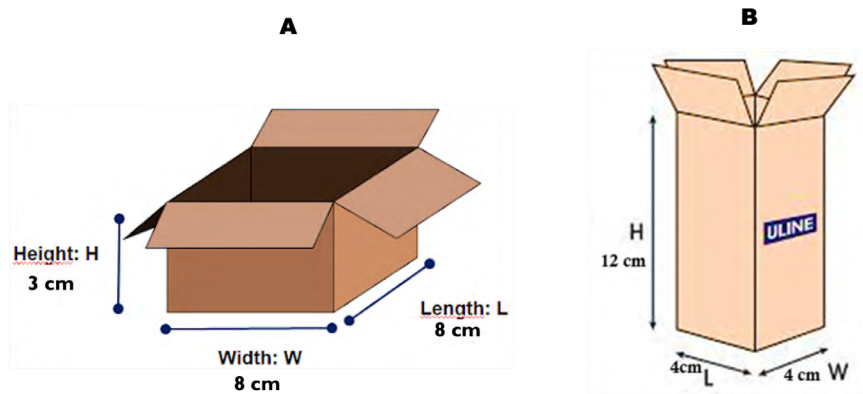 A
B
Height: H
3 cm
Length: L
8 cm
Width: W
8 cm
H
12 cm
ULINE
4cm L
4 cm W